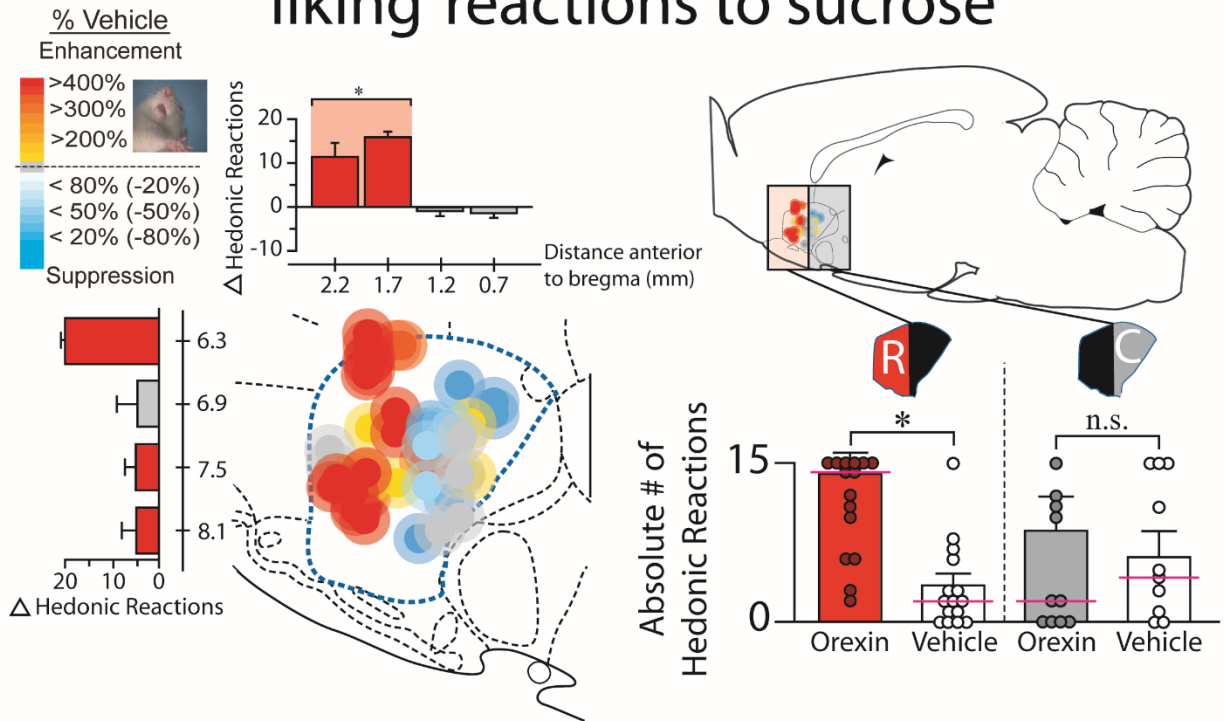 'liking' reactions to sucrose
% Vehicle
Enhancement
>400%
>300%
>200%
< 80% (-20%)
< 50% (-50%)
< 20% (-80%)
Suppression
Δ Hedonic Reactions
20
10
0
-10
*
2.2 1.7 1.2 0.7
Distance anterior
to bregma (mm)
6.3
6.9
7.5
8.1
20 10 0
Δ Hedonic Reactions
R
C
Absolute # of
Hedonic Reactions
15
0
*
n.s.
Orexin Vehicle Orexin Vehicle